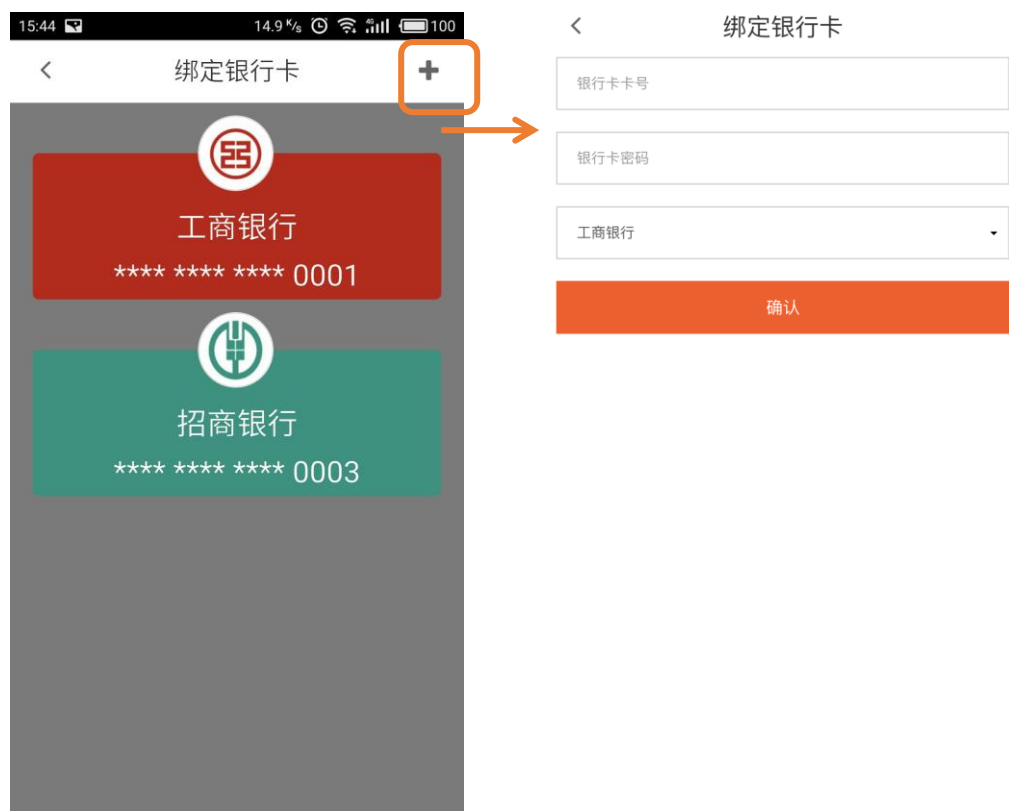 15:44 14.9 K/s 4G 100
绑定银行卡
工商银行
**** **** **** 0001
招商银行
**** **** **** 0003
绑定银行卡
银行卡卡号
银行卡密码
工商银行
确认